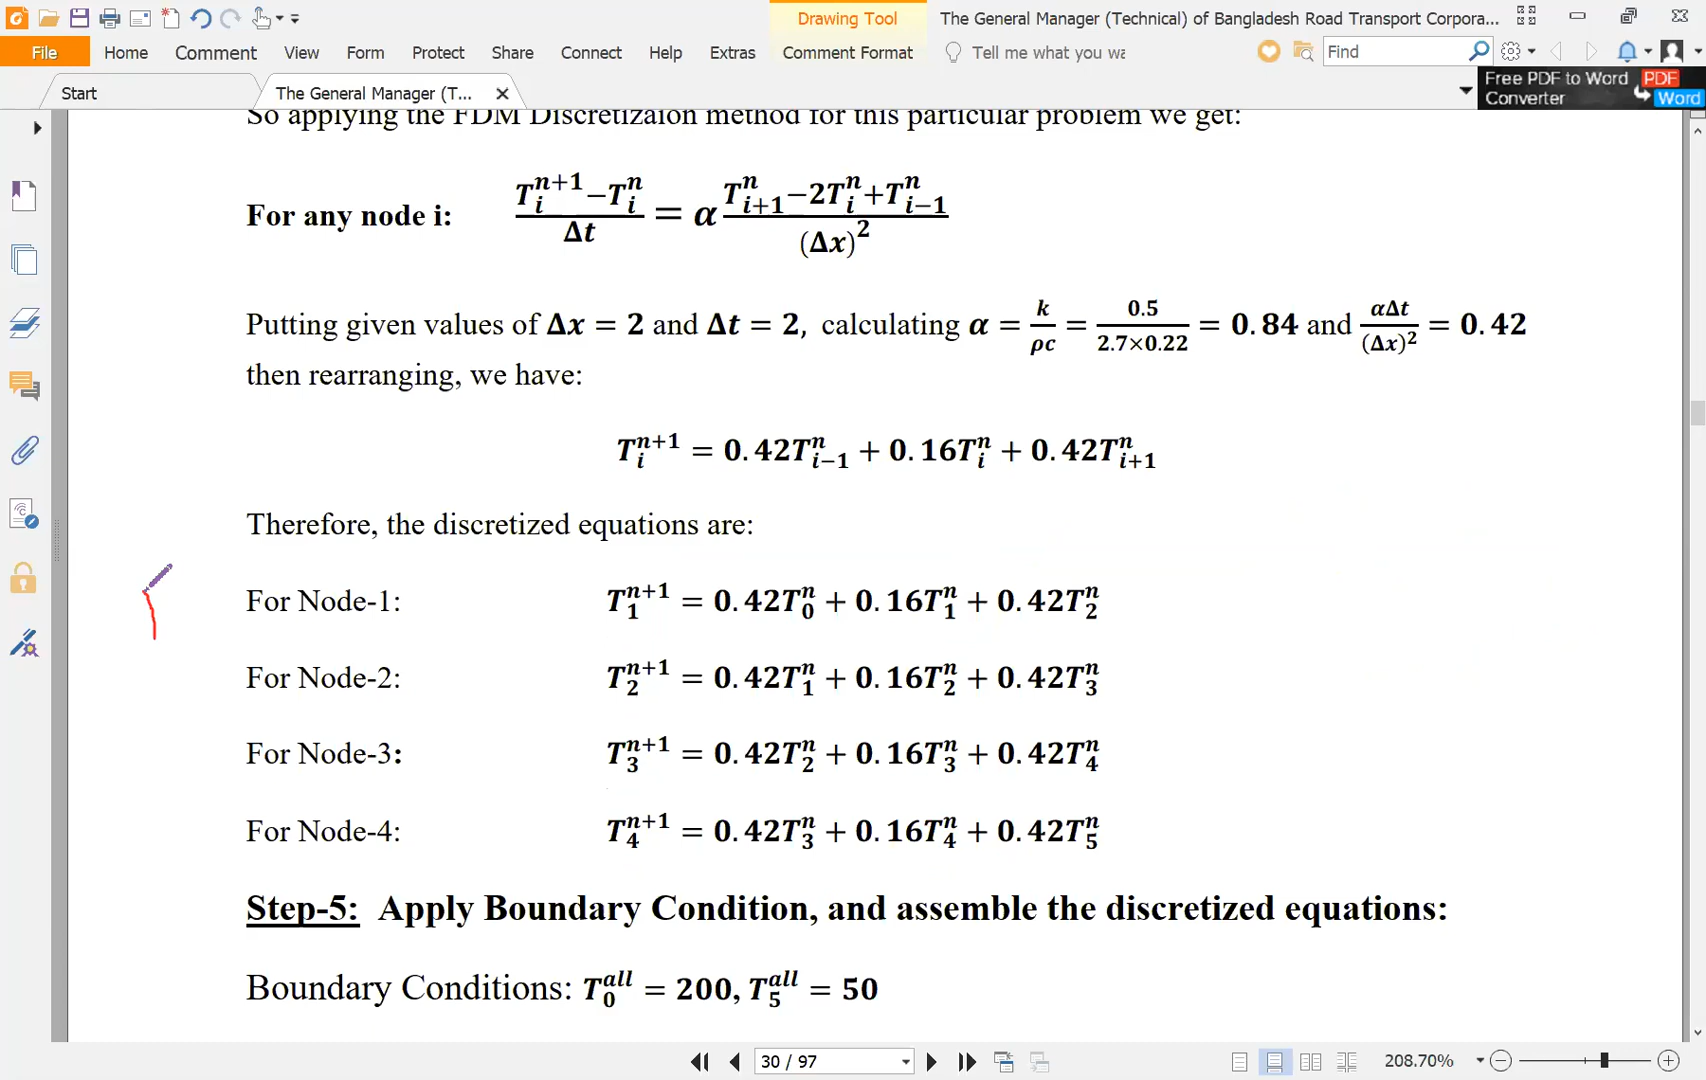 Drawing Tool
The General Manager (Technical) of Bangladesh Road Transport Corpora...
File Home Comment View Form Protect Share Connect Help Extras Comment Format Tell me what you wa Find
Start The General Manager (T...
Free PDF to Word Converter PDF Word
So applying the FDM Discretizaion method for this particular problem we get:
For any node i: (T_i^{n+1} − T_i^n)/Δt = α (T_{i+1}^n − 2T_i^n + T_{i−1}^n)/(Δx)^2
Putting given values of Δx = 2 and Δt = 2, calculating α = k/ρc = 0.5/2.7×0.22 = 0.84 and αΔt/(Δx)^2 = 0.42
then rearranging, we have:
T_i^{n+1} = 0.42T_{i−1}^n + 0.16T_i^n + 0.42T_{i+1}^n
Therefore, the discretized equations are:
For Node-1: T_1^{n+1} = 0.42T_0^n + 0.16T_1^n + 0.42T_2^n
For Node-2: T_2^{n+1} = 0.42T_1^n + 0.16T_2^n + 0.42T_3^n
For Node-3: T_3^{n+1} = 0.42T_2^n + 0.16T_3^n + 0.42T_4^n
For Node-4: T_4^{n+1} = 0.42T_3^n + 0.16T_4^n + 0.42T_5^n
Step-5: Apply Boundary Condition, and assemble the discretized equations:
Boundary Conditions: T_0^{all} = 200, T_5^{all} = 50
30 / 97
208.70%